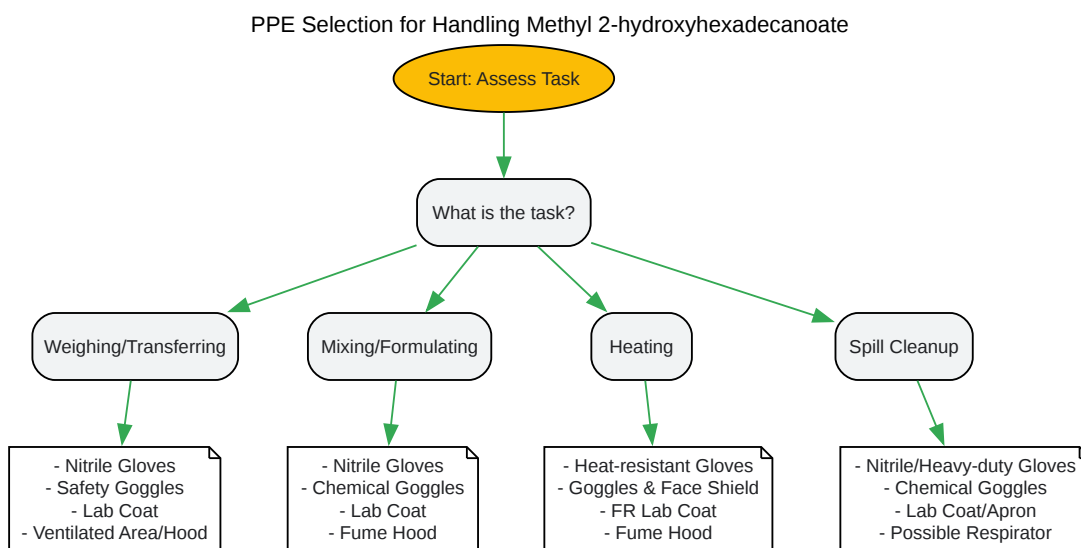 PPE Selection for Handling Methyl 2-hydroxyhexadecanoate
Start: Assess Task
What is the task?
Weighing/Transferring
Mixing/Formulating
Heating
Spill Cleanup
- Nitrile Gloves
- Safety Goggles
- Lab Coat
- Ventilated Area/Hood
- Nitrile Gloves
- Chemical Goggles
- Lab Coat
- Fume Hood
- Heat-resistant Gloves
- Goggles & Face Shield
- FR Lab Coat
- Fume Hood
- Nitrile/Heavy-duty Gloves
- Chemical Goggles
- Lab Coat/Apron
- Possible Respirator